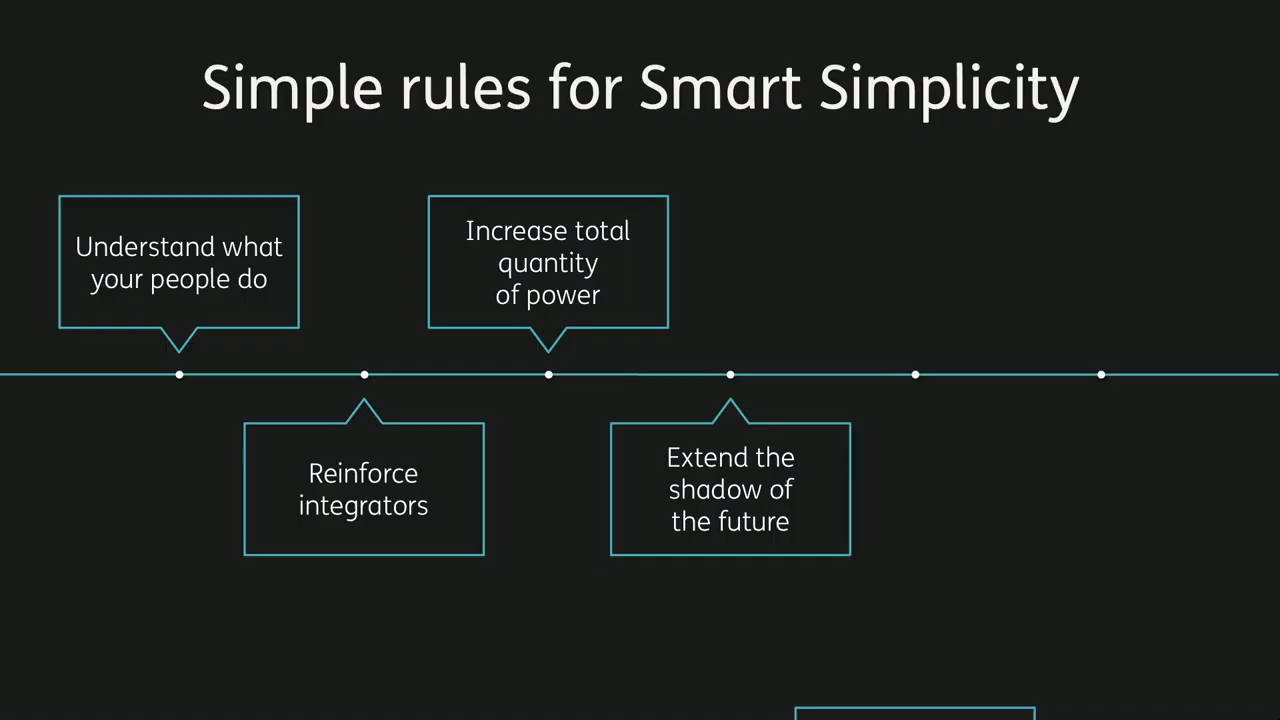 Simple rules for Smart Simplicity
Understand what
your people do
Increase total
quantity
of power
Reinforce
integrators
Extend the
shadow of
the future